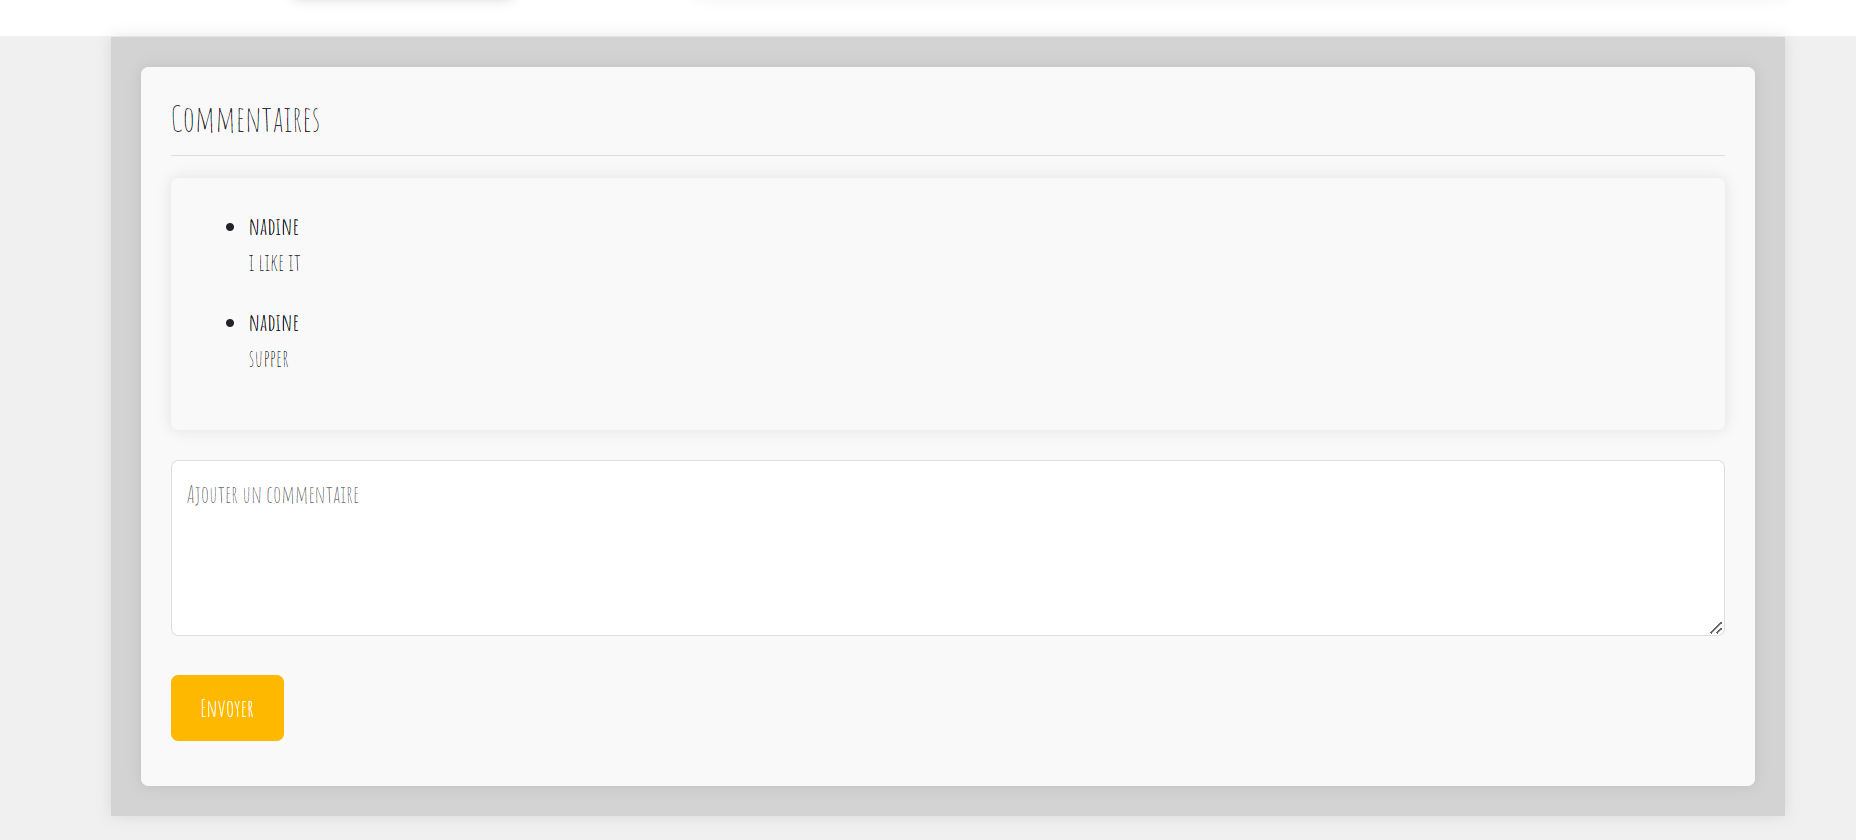 Commentaires
nadine
i like it
nadine
supper
Ajouter un commentaire
Envoyer